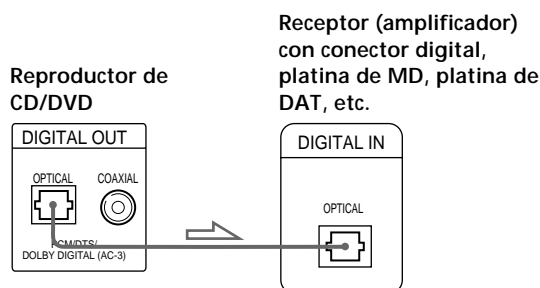 Reproductor de
CD/DVD
DIGITAL OUT
OPTICAL COAXIAL
PCM/DTS/
DOLBY DIGITAL (AC-3)
Receptor (amplificador)
con conector digital,
platina de MD, platina de
DAT, etc.
DIGITAL IN
OPTICAL